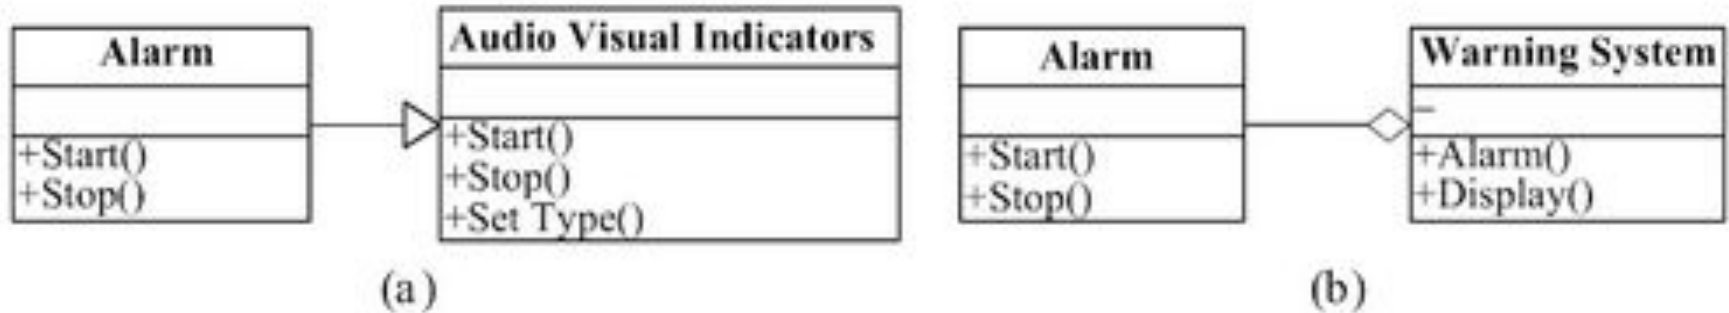 Alarm
+Start()
+Stop()
Audio Visual Indicators
+Start()
+Stop()
+Set Type()
(a)
Alarm
+Start()
+Stop()
Warning System
–
+Alarm()
+Display()
(b)